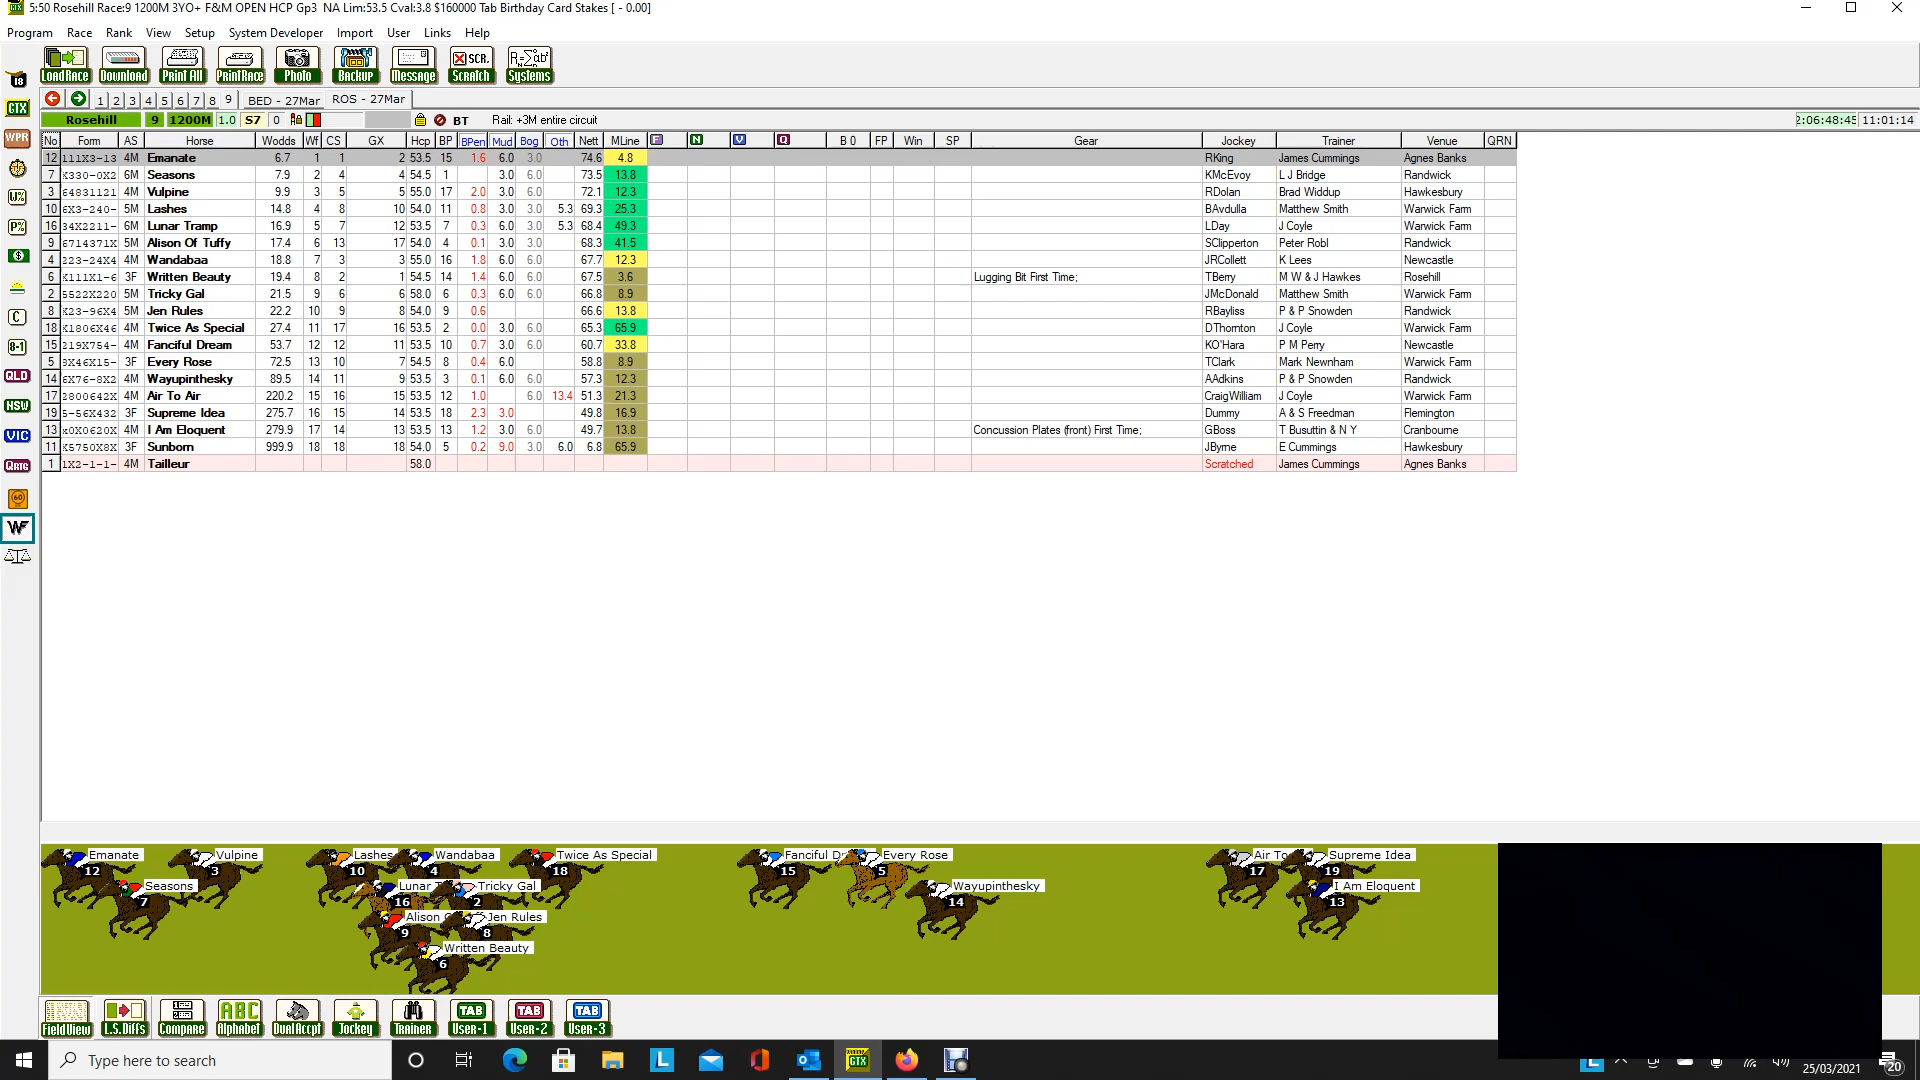 5:50 Rosehill Race:9 1200M 3YO+ F&M OPEN HCP Gp3 NA Lim:53.5 Cval:3.8 $160000 Tab Birthday Card Stakes [ - 0.00]
Program Race Rank View Setup System Developer Import User Links Help
LoadRace Download Print All PrintRace Photo Backup Message Scratch Systems
1 2 3 4 5 6 7 8 9 BED - 27Mar ROS - 27Mar
Rosehill 9 1200M 1.0 S7 0 BT Rail: +3M entire circuit 2:06:48:45 11:01:14
No Form AS Horse Wodds Wf CS GX Hcp BP BPen Mud Bog Oth Nett MLine F N V Q B 0 FP Win SP Gear Jockey Trainer Venue QRN
12 111X3-13 4M Emanate 6.7 1 1 2 53.5 15 1.6 6.0 3.0 74.6 4.8 RKing James Cummings Agnes Banks
7 X330-0X2 6M Seasons 7.9 2 4 4 54.5 1 3.0 6.0 73.5 13.8 KMcEvoy L J Bridge Randwick
3 64831121 4M Vulpine 9.9 3 5 5 55.0 17 2.0 3.0 6.0 72.1 12.3 RDolan Brad Widdup Hawkesbury
10 6X3-240- 5M Lashes 14.8 4 8 10 54.0 11 0.8 3.0 3.0 5.3 69.3 25.3 BAvdulla Matthew Smith Warwick Farm
16 34X2211- 6M Lunar Tramp 16.9 5 7 12 53.5 7 0.3 6.0 6.0 5.3 68.4 49.3 LDay J Coyle Warwick Farm
9 6714371X 5M Alison Of Tuffy 17.4 6 13 17 54.0 4 0.1 3.0 3.0 68.3 41.5 SClipperton Peter Robl Randwick
4 223-24X4 4M Wandabaa 18.8 7 3 3 55.0 16 1.8 6.0 6.0 67.7 12.3 JRCollett K Lees Newcastle
6 X111X1-6 3F Written Beauty 19.4 8 2 1 54.5 14 1.4 6.0 3.0 67.5 3.6 Lugging Bit First Time; TBerry M W & J Hawkes Rosehill
2 5522X220 5M Tricky Gal 21.5 9 6 6 58.0 6 0.3 6.0 6.0 66.8 8.9 JMcDonald Matthew Smith Warwick Farm
8 X23-96X4 5M Jen Rules 22.2 10 9 8 54.0 9 0.6 66.6 13.8 RBayliss P & P Snowden Randwick
18 X1806X46 4M Twice As Special 27.4 11 17 16 53.5 2 0.0 3.0 6.0 65.3 65.9 DThornton J Coyle Warwick Farm
15 219X754- 4M Fanciful Dream 53.7 12 12 11 53.5 10 0.7 3.0 6.0 60.7 33.8 KO'Hara P M Perry Newcastle
5 3X46X15- 3F Every Rose 72.5 13 10 7 54.5 8 0.4 6.0 58.8 8.9 TClark Mark Newnham Warwick Farm
14 6X76-8X2 4M Wayupinthesky 89.5 14 11 9 53.5 3 0.1 6.0 6.0 57.3 12.3 AAdkins P & P Snowden Randwick
17 2800642X 4M Air To Air 220.2 15 16 15 53.5 12 1.0 6.0 13.4 51.3 21.3 CraigWilliam J Coyle Warwick Farm
19 5-56X432 3F Supreme Idea 275.7 16 15 14 53.5 18 2.3 3.0 49.8 16.9 Dummy A & S Freedman Flemington
13 x0X0620X 4M I Am Eloquent 279.9 17 14 13 53.5 13 1.2 3.0 6.0 49.7 13.8 Concussion Plates (front) First Time; GBoss T Busuttin & N Y Cranbourne
11 X5750X8X 3F Sunborn 999.9 18 18 18 54.0 5 0.2 9.0 3.0 6.0 6.8 65.9 JByrne E Cummings Hawkesbury
1 1X2-1-1- 4M Tailleur 58.0 Scratched James Cummings Agnes Banks
18
GTX
WPR
W%
P%
$
C
8-1
QLD
NSW
VIC
QRTG
60
WF
Emanate Vulpine Lashes Wandabaa Twice As Special Fanciful D Every Rose Air To Supreme Idea
12 3 10 4 18 15 5 17 19
Seasons Lunar T Tricky Gal Wayupinthesky I Am Eloquent
7 16 2 14 13
Alison Jen Rules
9 8
Written Beauty
6
FieldView L.S.Diffs Compare Alphabet DualAccpt Jockey Trainer User-1 User-2 User-3
ABC TAB TAB TAB
Type here to search
25/03/2021 20